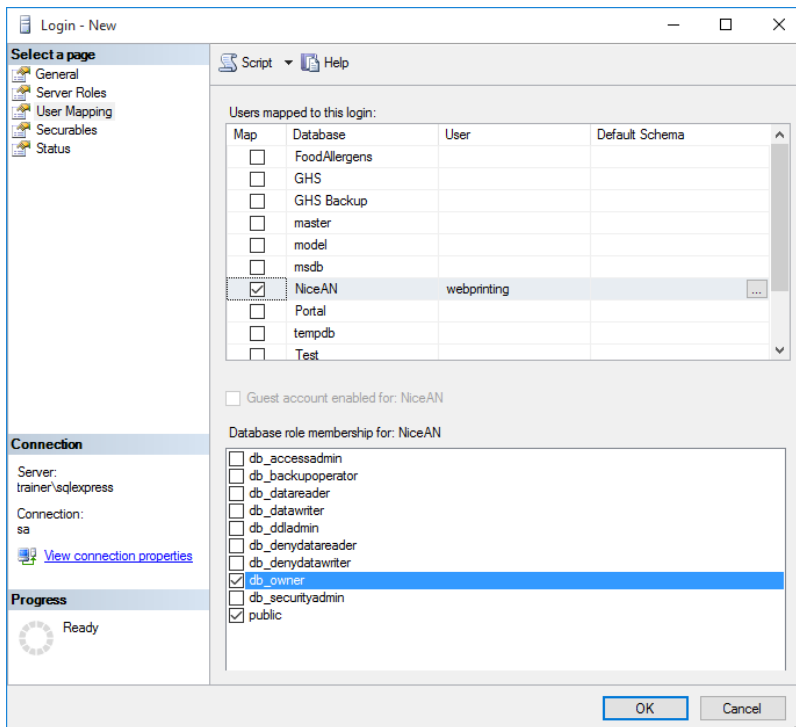 Login - New
Select a page
General
Server Roles
User Mapping
Securables
Status
Script Help
Users mapped to this login:
Map Database User Default Schema
FoodAllergens
GHS
GHS Backup
master
model
msdb
NiceAN webprinting ...
Portal
tempdb
Test
Guest account enabled for: NiceAN
Database role membership for: NiceAN
db_accessadmin
db_backupoperator
db_datareader
db_datawriter
db_ddladmin
db_denydatareader
db_denydatawriter
db_owner
db_securityadmin
public
Connection
Server:
trainer\sqlexpress
Connection:
sa
View connection properties
Progress
Ready
OK Cancel